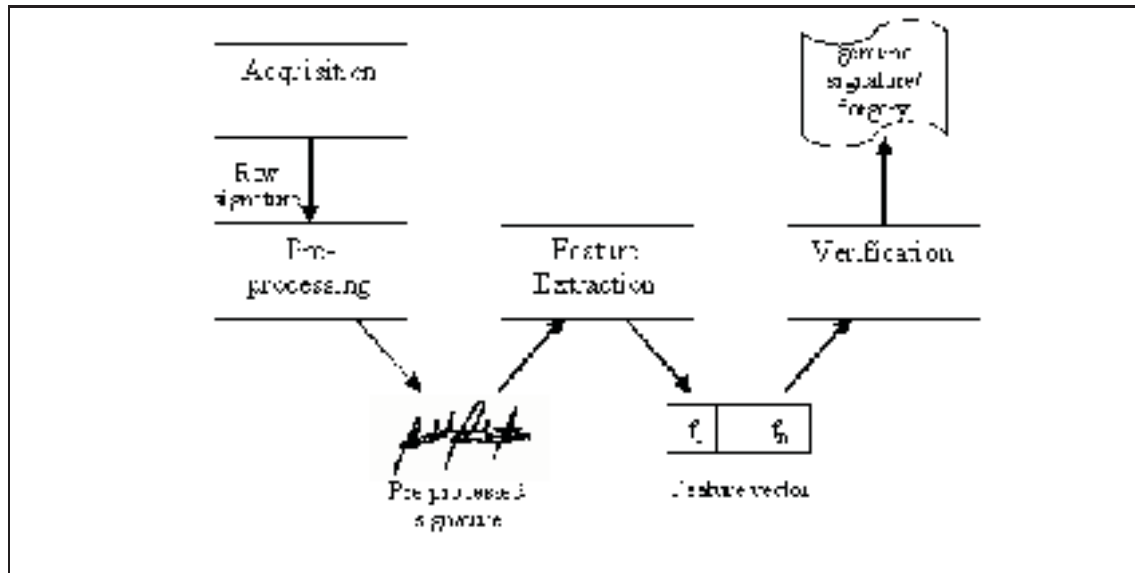 Acquisition
Raw
signature
Pre-
processing
Pre processed
signature
Feature
Extraction
f₁ fₙ
Feature vector
Verification
genuine
signature/
forgery